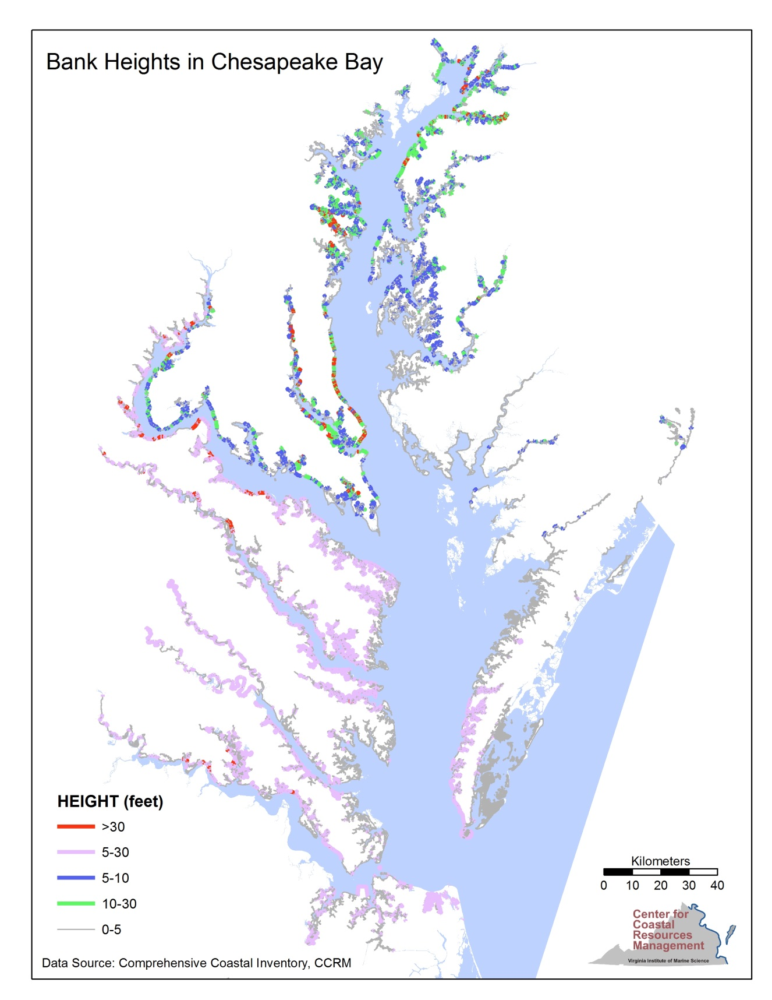 Bank Heights in Chesapeake Bay
HEIGHT (feet)
>30
5-30
5-10
10-30
0-5
Data Source: Comprehensive Coastal Inventory, CCRM
Kilometers
0 10 20 30 40
Center for
Coastal
Resources
Management
Virginia Institute of Marine Science